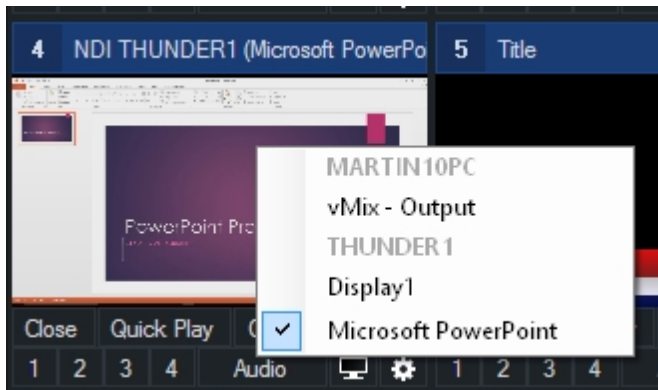 4 NDI THUNDER1 (Microsoft PowerPo
5 Title
MARTIN10PC
vMix - Output
THUNDER1
Display1
Microsoft PowerPoint
PowerPoint Pre
Close Quick Play
1 2 3 4 Audio 1 2 3 4